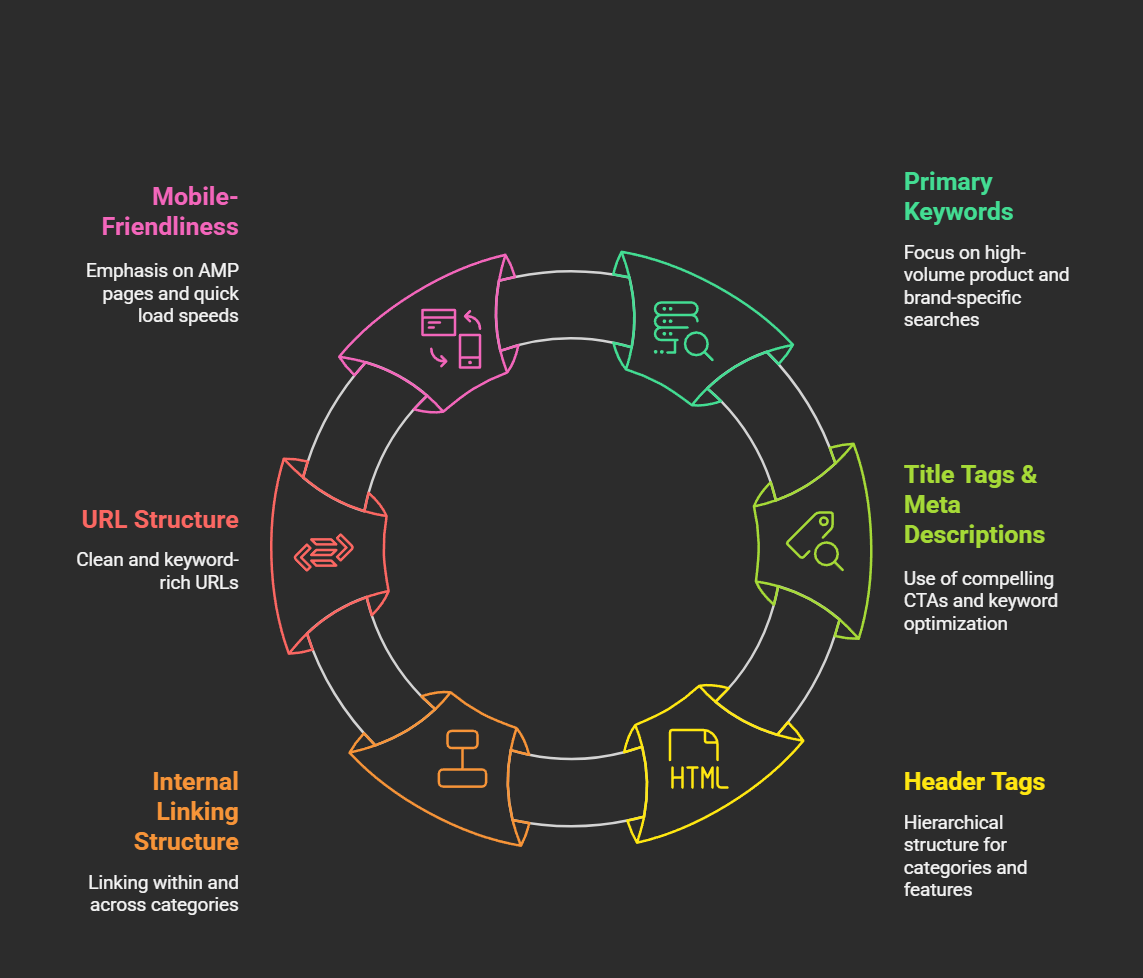 Mobile-
Friendliness
Emphasis on AMP
pages and quick
load speeds
Primary
Keywords
Focus on high-
volume product and
brand-specific
searches
URL Structure
Clean and keyword-
rich URLs
Title Tags &
Meta
Descriptions
Use of compelling
CTAs and keyword
optimization
Internal
Linking
Structure
Linking within and
across categories
HTML
Header Tags
Hierarchical
structure for
categories and
features